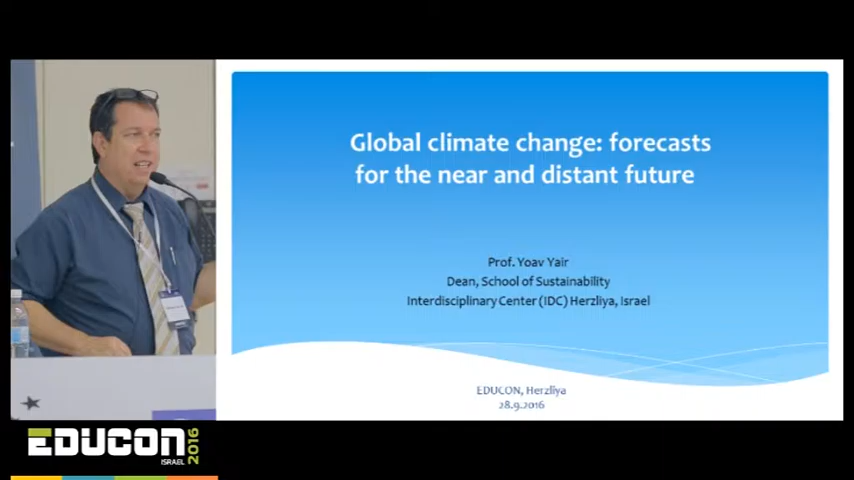 Global climate change: forecasts
for the near and distant future
Prof. Yoav Yair
Dean, School of Sustainability
Interdisciplinary Center (IDC) Herzliya, Israel
EDUCON, Herzliya
28.9.2016
EDUCON
ISRAEL
2016